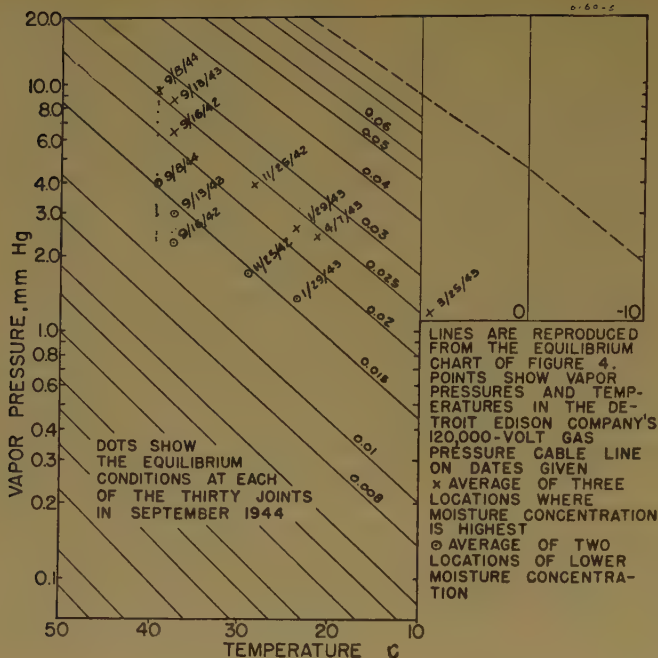 0-60-5
20.0
10.0
8.0
6.0
4.0
3.0
2.0
1.0
0.8
0.6
0.4
0.3
0.2
0.1
VAPOR PRESSURE, mm Hg
9/8/44
9/13/43
9/16/42
9/8/44
9/13/43
9/16/42
11/25/42
1/29/43
4/7/43
11/25/42
1/29/43
3/25/43
0.06
0.05
0.04
0.03
0.025
0.02
0.015
0.01
0.008
0
-10
DOTS SHOW
THE EQUILIBRIUM
CONDITIONS AT EACH
OF THE THIRTY JOINTS
IN SEPTEMBER 1944
LINES ARE REPRODUCED
FROM THE EQUILIBRIUM
CHART OF FIGURE 4.
POINTS SHOW VAPOR
PRESSURES AND TEMP-
ERATURES IN THE DE-
TROIT EDISON COMPANY'S
120,000-VOLT GAS
PRESSURE CABLE LINE
ON DATES GIVEN
x AVERAGE OF THREE
LOCATIONS WHERE
MOISTURE CONCENTRATION
IS HIGHEST
⊙ AVERAGE OF TWO
LOCATIONS OF LOWER
MOISTURE CONCENTRA-
TION
50 40 30 20 10
TEMPERATURE C